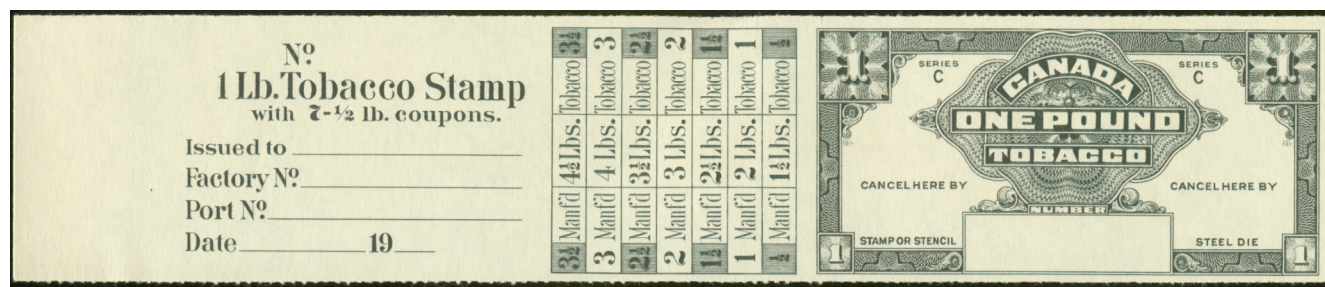 Nº
1 Lb. Tobacco Stamp
with 7-½ lb. coupons.
Issued to
Factory Nº
Port Nº
Date 19
3½ Manf'd 4½ Lbs. Tobacco 3½
3 Manf'd 4 Lbs. Tobacco 3
2½ Manf'd 3½ Lbs. Tobacco 2½
2 Manf'd 3 Lbs. Tobacco 2
1½ Manf'd 2½ Lbs. Tobacco 1½
1 Manf'd 2 Lbs. Tobacco 1
½ Manf'd 1½ Lbs. Tobacco ½
1 1
SERIES C SERIES C
CANADA
ONE POUND
TOBACCO
CANCEL HERE BY CANCEL HERE BY
NUMBER
STAMP OR STENCIL STEEL DIE
1 1